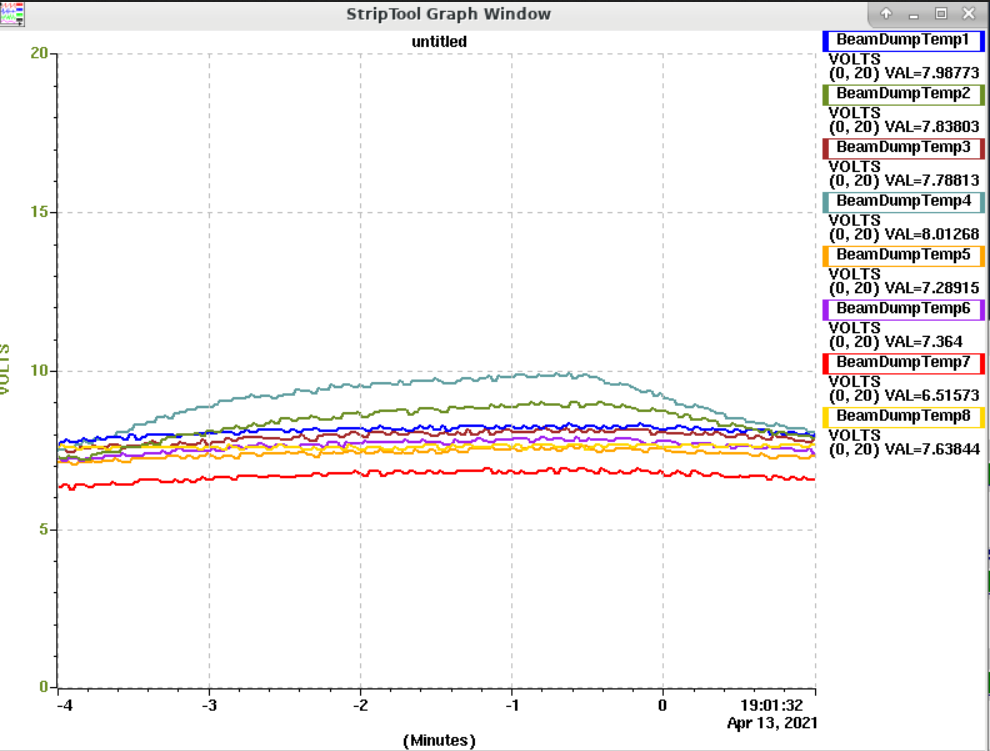 StripTool Graph Window
untitled
20
15
10
5
0
VOLTS
-4
-3
-2
-1
0
19:01:32
Apr 13, 2021
(Minutes)
BeamDumpTemp1
VOLTS
(0, 20) VAL=7.98773
BeamDumpTemp2
VOLTS
(0, 20) VAL=7.83803
BeamDumpTemp3
VOLTS
(0, 20) VAL=7.78813
BeamDumpTemp4
VOLTS
(0, 20) VAL=8.01268
BeamDumpTemp5
VOLTS
(0, 20) VAL=7.28915
BeamDumpTemp6
VOLTS
(0, 20) VAL=7.364
BeamDumpTemp7
VOLTS
(0, 20) VAL=6.51573
BeamDumpTemp8
VOLTS
(0, 20) VAL=7.63844